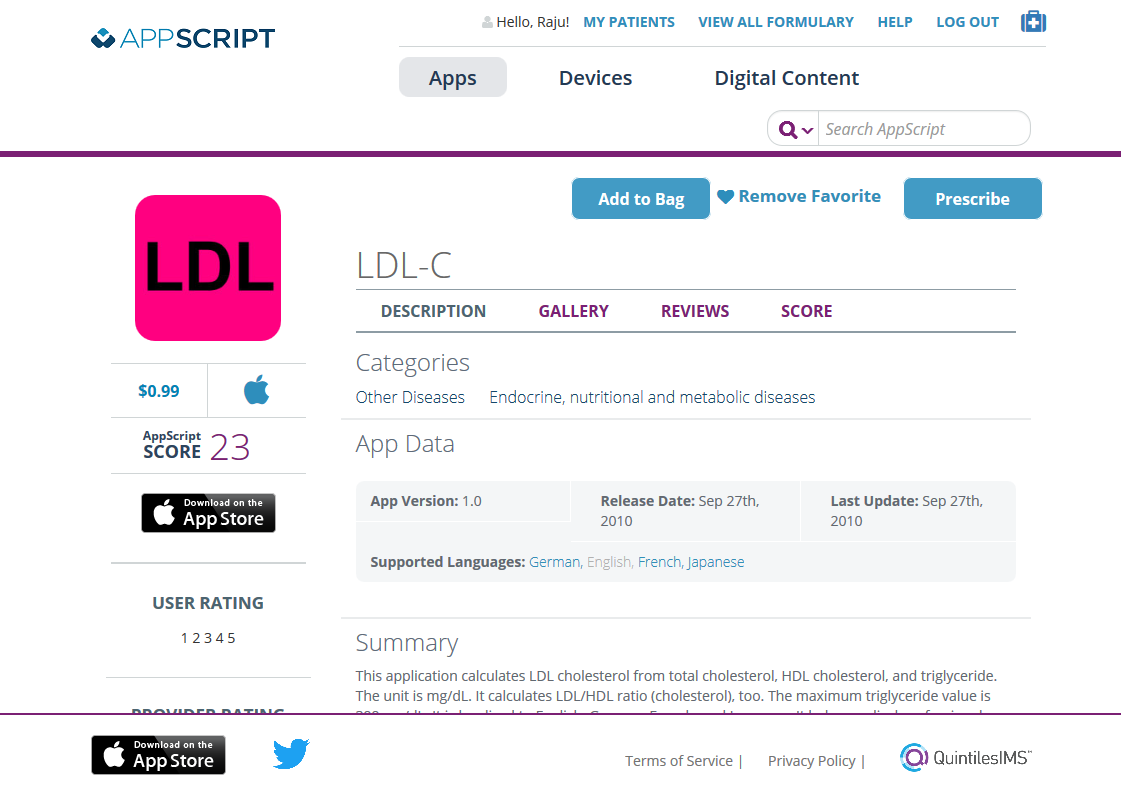 APPSCRIPT
Hello, Raju! MY PATIENTS VIEW ALL FORMULARY HELP LOG OUT
Apps Devices Digital Content
Search AppScript
Add to Bag Remove Favorite Prescribe
LDL
LDL-C
DESCRIPTION GALLERY REVIEWS SCORE
Categories
Other Diseases Endocrine, nutritional and metabolic diseases
$0.99
AppScript
SCORE 23
App Data
App Version: 1.0 Release Date: Sep 27th, 2010 Last Update: Sep 27th, 2010
Supported Languages: German, English, French, Japanese
Download on the
App Store
USER RATING
1 2 3 4 5
Summary
This application calculates LDL cholesterol from total cholesterol, HDL cholesterol, and triglyceride.
The unit is mg/dL. It calculates LDL/HDL ratio (cholesterol), too. The maximum triglyceride value is
PROVIDER RATING
Download on the
App Store
Terms of Service | Privacy Policy |
QuintilesIMS™